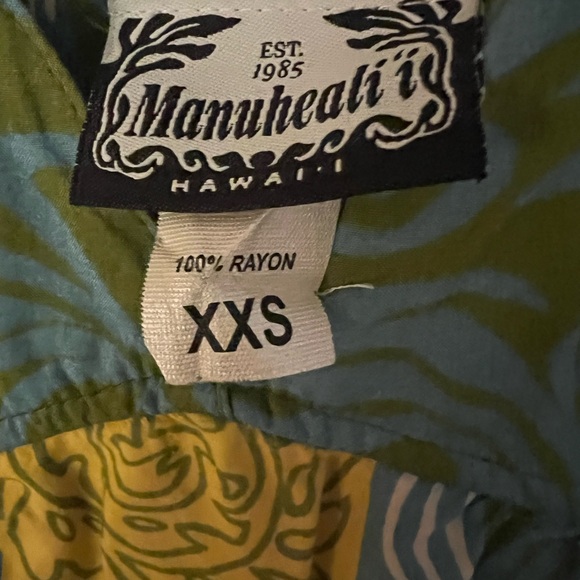 EST.
1985
Manuheali'i
HAWAI·I
100% RAYON
XXS